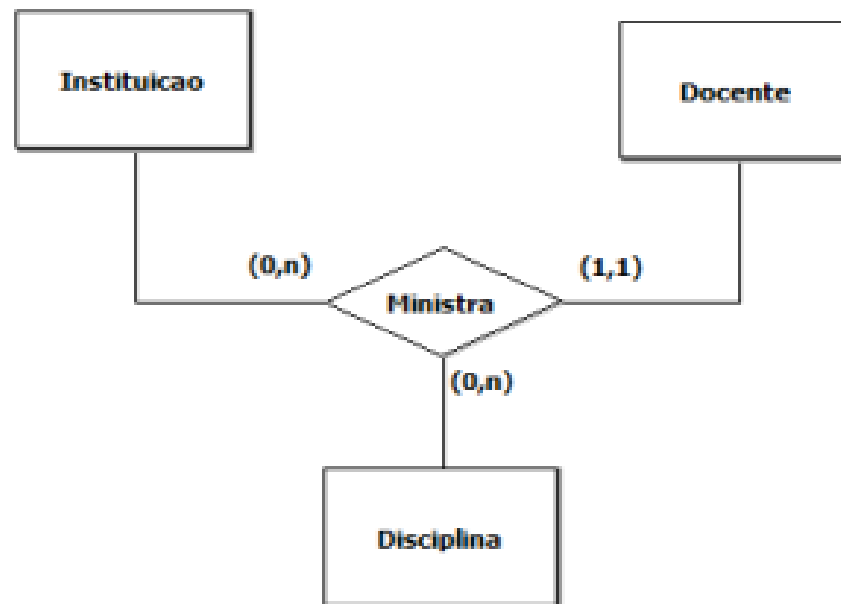 Instituicao
Docente
(0,n)
(1,1)
Ministra
(0,n)
Disciplina